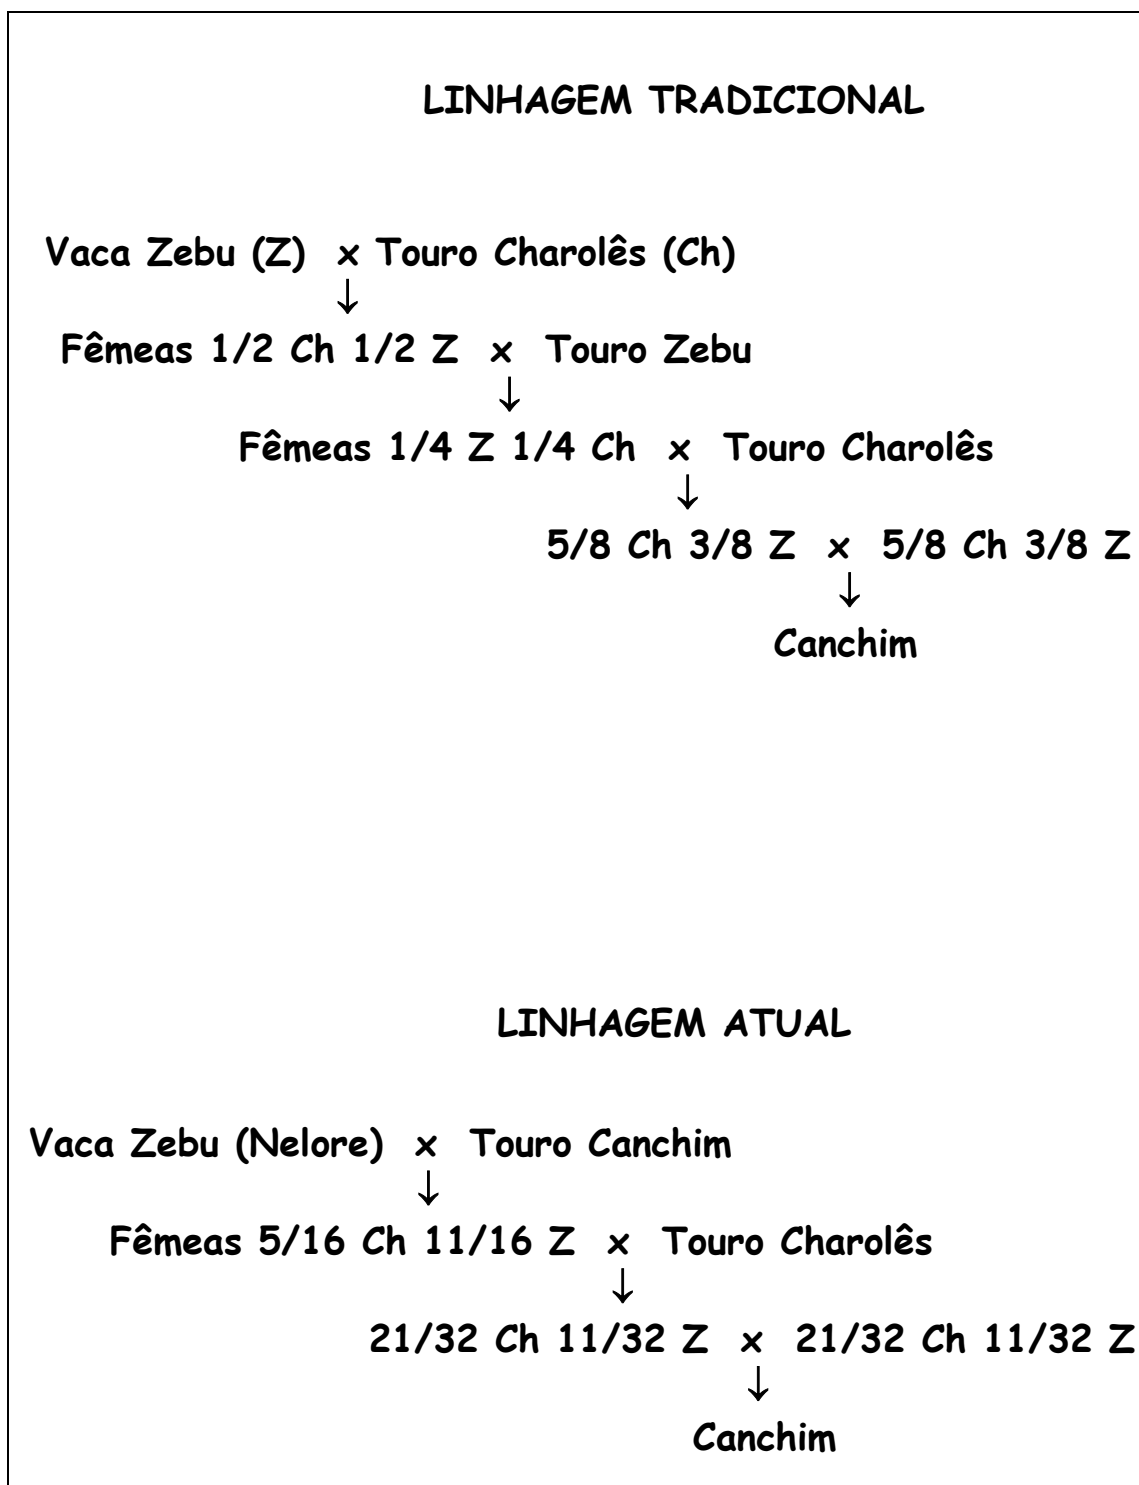 LINHAGEM TRADICIONAL
Vaca Zebu (Z) x Touro Charolês (Ch)
↓
Fêmeas 1/2 Ch 1/2 Z x Touro Zebu
↓
Fêmeas 1/4 Z 1/4 Ch x Touro Charolês
↓
5/8 Ch 3/8 Z x 5/8 Ch 3/8 Z
↓
Canchim
LINHAGEM ATUAL
Vaca Zebu (Nelore) x Touro Canchim
↓
Fêmeas 5/16 Ch 11/16 Z x Touro Charolês
↓
21/32 Ch 11/32 Z x 21/32 Ch 11/32 Z
↓
Canchim